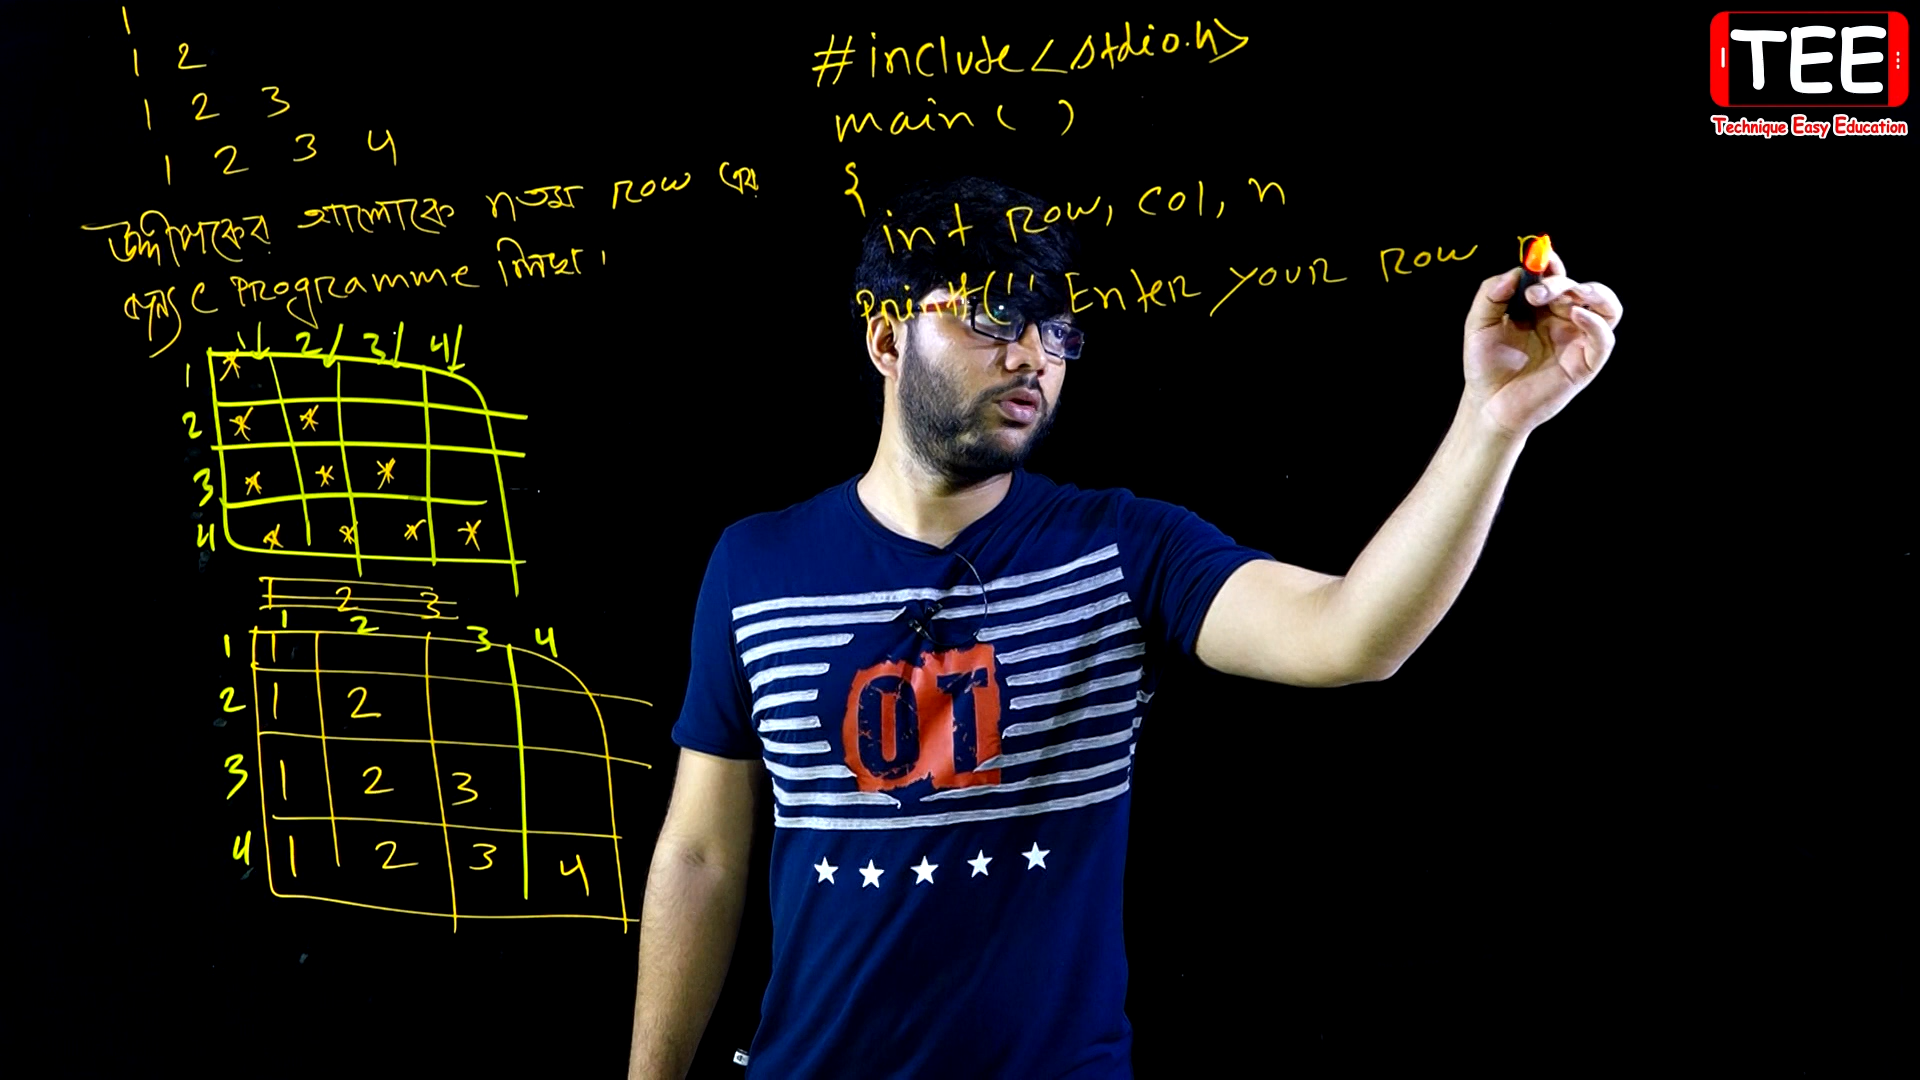 1
1 2
1 2 3
1 2 3 4
উদ্দীপকের আলোকে n তম row এর
জন্য C Programme লিখ।
1 2 3 4
1 *
2 * *
3 * * *
4 * * * *
2 3
1 2 3 4
1 1
2 1 2
3 1 2 3
4 1 2 3 4
#include<stdio.h>
main( )
{
int row, col, n
Printf(" Enter your row n
TEE
Technique Easy Education
OT